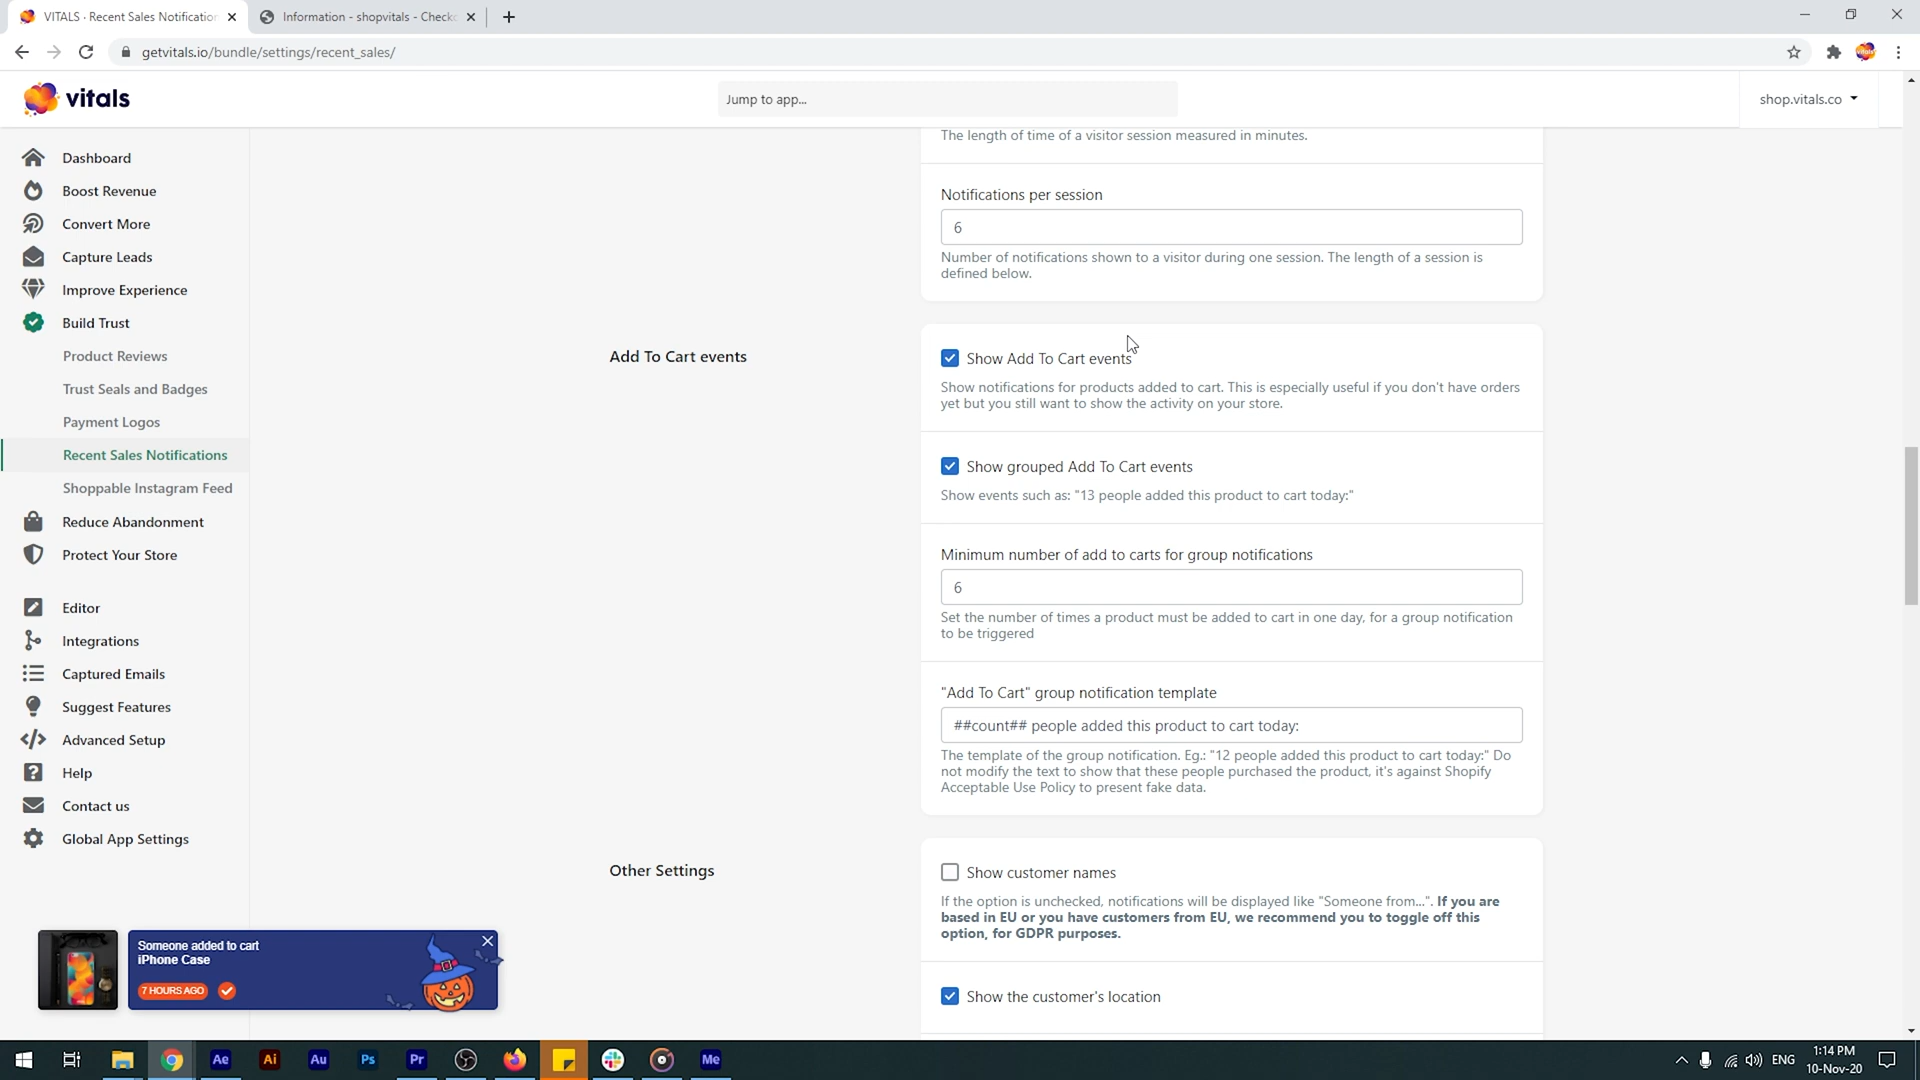 VITALS · Recent Sales Notification
Information - shopvitals - Checko
getvitals.io/bundle/settings/recent_sales/
vitals
Jump to app...
shop.vitals.co
Dashboard
Boost Revenue
Convert More
Capture Leads
Improve Experience
Build Trust
Product Reviews
Trust Seals and Badges
Payment Logos
Recent Sales Notifications
Shoppable Instagram Feed
Reduce Abandonment
Protect Your Store
Editor
Integrations
Captured Emails
Suggest Features
Advanced Setup
Help
Contact us
Global App Settings
The length of time of a visitor session measured in minutes.
Notifications per session
6
Number of notifications shown to a visitor during one session. The length of a session is
defined below.
Add To Cart events
Show Add To Cart events
Show notifications for products added to cart. This is especially useful if you don't have orders
yet but you still want to show the activity on your store.
Show grouped Add To Cart events
Show events such as: "13 people added this product to cart today:"
Minimum number of add to carts for group notifications
6
Set the number of times a product must be added to cart in one day, for a group notification
to be triggered
"Add To Cart" group notification template
##count## people added this product to cart today:
The template of the group notification. Eg.: "12 people added this product to cart today:" Do
not modify the text to show that these people purchased the product, it's against Shopify
Acceptable Use Policy to present fake data.
Other Settings
Show customer names
If the option is unchecked, notifications will be displayed like "Someone from...". If you are
based in EU or you have customers from EU, we recommend you to toggle off this
option, for GDPR purposes.
Show the customer's location
Someone added to cart
iPhone Case
7 HOURS AGO
Ae
Ai
Au
Ps
Pr
Me
ENG
1:14 PM
10-Nov-20